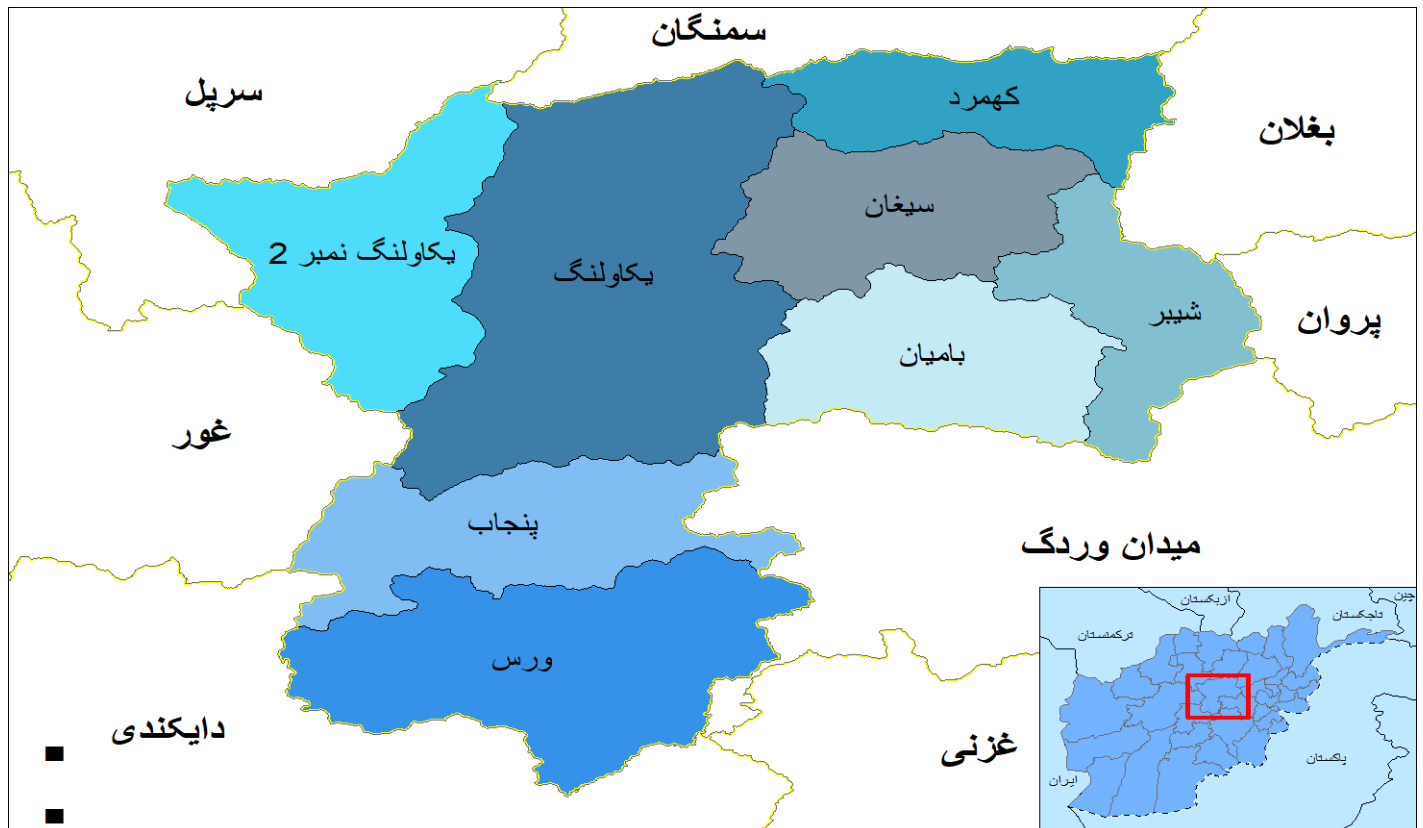 سمنگان
سرپل
کهمرد
بغلان
سیغان
یکاولنگ نمبر 2
یکاولنگ
شیبر
پروان
بامیان
غور
پنجاب
میدان وردگ
ورس
دایکندی
غزنی
چین
ازبکستان
تاجکستان
ترکمنستان
پاکستان
ایران